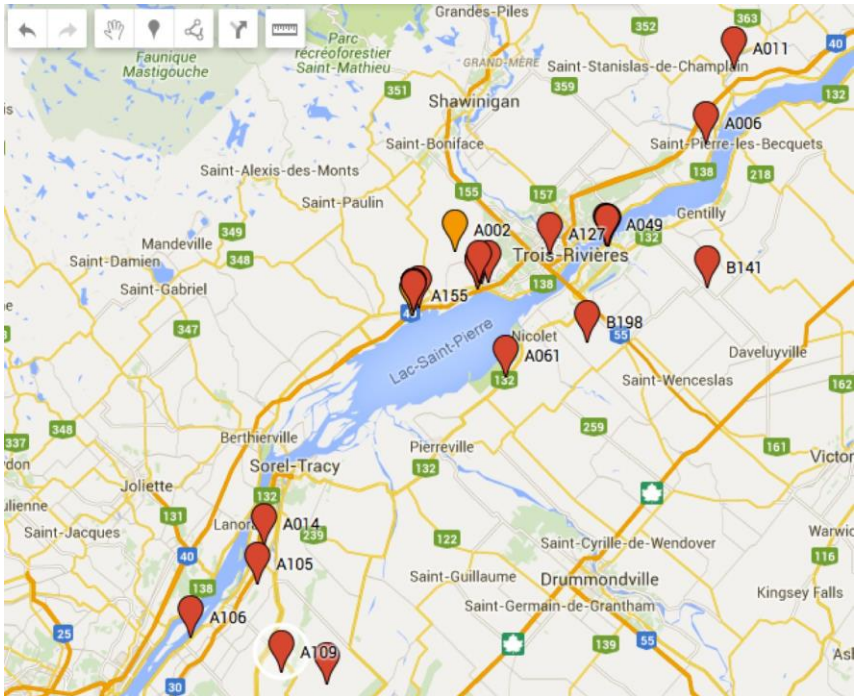 Grandes-Piles
363
352
A011
40
Parc
récréoforestier
Saint-Mathieu
Faunique
Mastigouche
GRAND-MÈRE
Saint-Stanislas-de-Champlain
351
359
132
Shawinigan
A006
Saint-Boniface
Saint-Pierre-les-Becquets
Saint-Alexis-des-Monts
138
218
155
157
Saint-Paulin
Gentilly
349
A002
A127
A049
132
Mandeville
348
Trois-Rivières
Saint-Damien
B141
138
Saint-Gabriel
A155
40
347
B198
Lac-Saint-Pierre
Nicolet
55
A061
Daveluyville
132
Saint-Wenceslas
162
348
337
259
Berthierville
Pierreville
161
132
Sorel-Tracy
Joliette
132
131
A014
Saint-Jacques
239
122
Saint-Cyrille-de-Wendover
40
A105
116
Saint-Guillaume
Drummondville
138
Kingsey Falls
Saint-Germain-de-Grantham
A106
25
55
139
A109
30